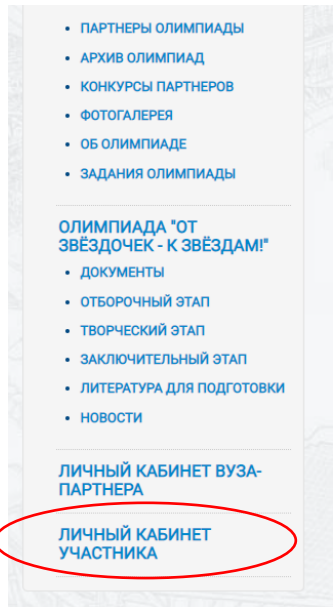 ПАРТНЕРЫ ОЛИМПИАДЫ
АРХИВ ОЛИМПИАД
КОНКУРСЫ ПАРТНЕРОВ
ФОТОГАЛЕРЕЯ
ОБ ОЛИМПИАДЕ
ЗАДАНИЯ ОЛИМПИАДЫ
ОЛИМПИАДА "ОТ
ЗВЁЗДОЧЕК - К ЗВЁЗДАМ!"
ДОКУМЕНТЫ
ОТБОРОЧНЫЙ ЭТАП
ТВОРЧЕСКИЙ ЭТАП
ЗАКЛЮЧИТЕЛЬНЫЙ ЭТАП
ЛИТЕРАТУРА ДЛЯ ПОДГОТОВКИ
НОВОСТИ
ЛИЧНЫЙ КАБИНЕТ ВУЗА-
ПАРТНЕРА
ЛИЧНЫЙ КАБИНЕТ
УЧАСТНИКА